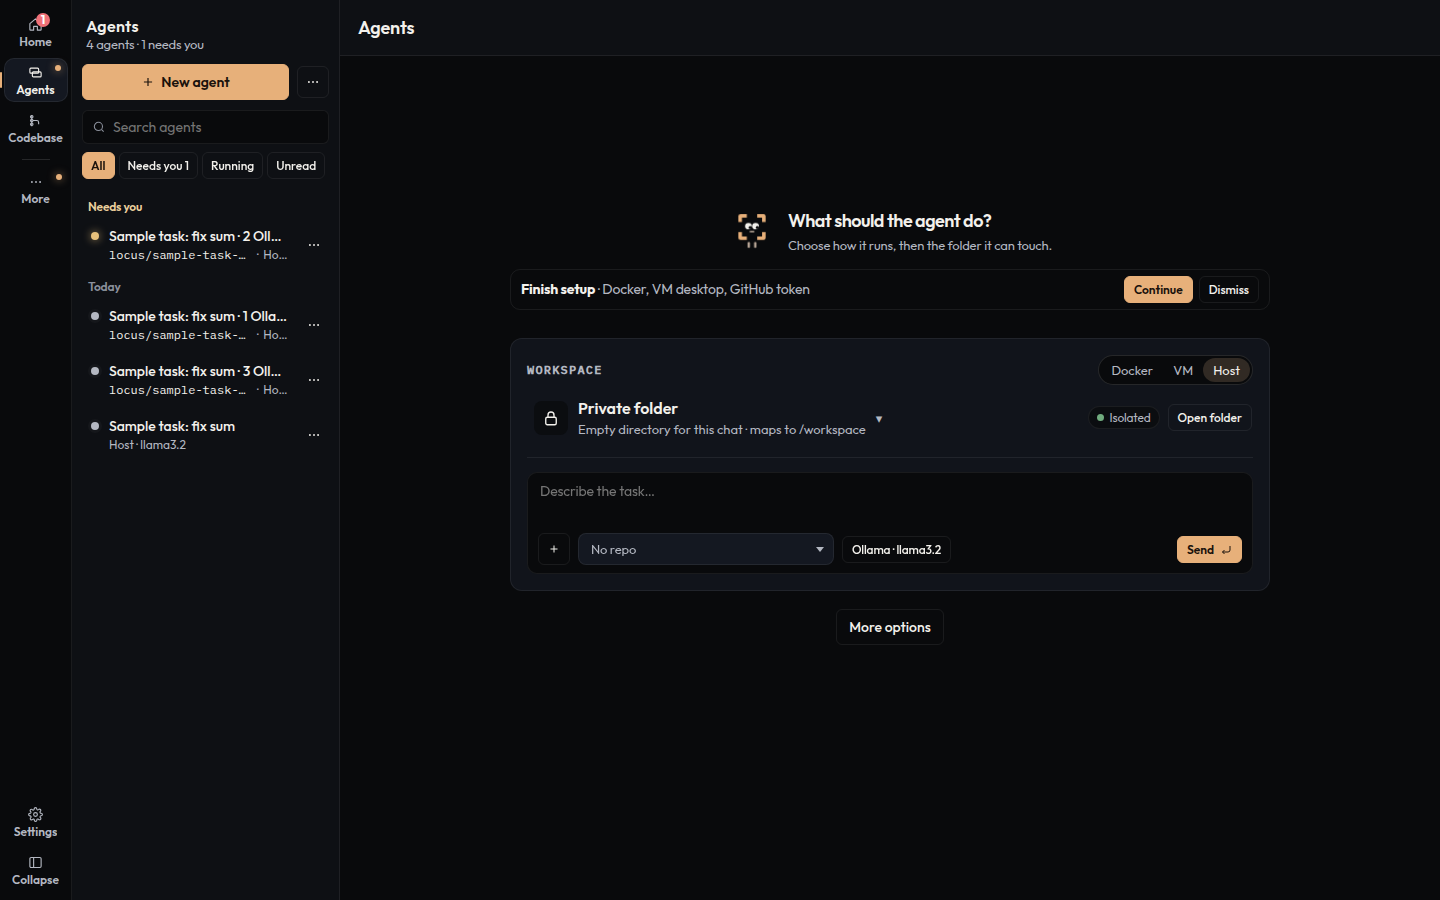 1
Home
Agents
Codebase
More
Settings
Collapse
Agents
4 agents · 1 needs you
+ New agent
Search agents
All
Needs you 1
Running
Unread
Needs you
Sample task: fix sum · 2 Oll...
locus/sample-task-… · Ho...
Today
Sample task: fix sum · 1 Olla...
locus/sample-task-… · Ho...
Sample task: fix sum · 3 Oll...
locus/sample-task-… · Ho...
Sample task: fix sum
Host · llama3.2
Agents
What should the agent do?
Choose how it runs, then the folder it can touch.
Finish setup · Docker, VM desktop, GitHub token
Continue
Dismiss
WORKSPACE
Docker
VM
Host
Private folder
Empty directory for this chat · maps to /workspace
Isolated
Open folder
Describe the task...
+
No repo
Ollama · llama3.2
Send
More options